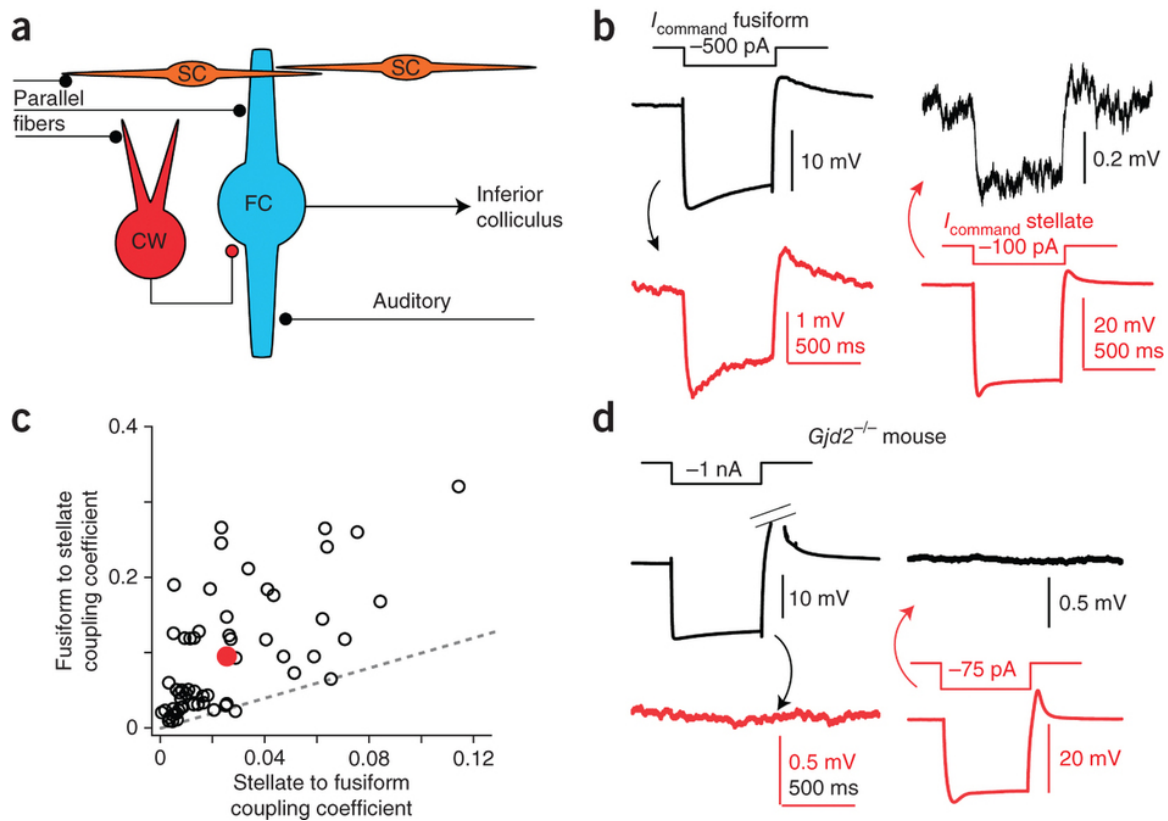 a
SC
SC
Parallel
fibers
FC
CW
Inferior
colliculus
Auditory
b
I command fusiform
–500 pA
10 mV
0.2 mV
I command stellate
–100 pA
1 mV
500 ms
20 mV
500 ms
c
Fusiform to stellate
coupling coefficient
0.4
0.2
0
0
0.04
0.08
0.12
Stellate to fusiform
coupling coefficient
d
Gjd2–/– mouse
–1 nA
10 mV
0.5 mV
–75 pA
0.5 mV
500 ms
20 mV